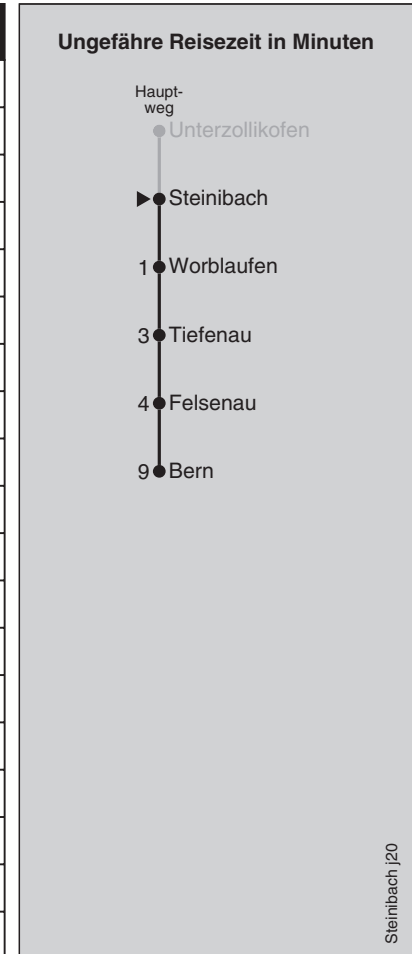 Ungefähre Reisezeit in Minuten
Haupt-
weg
Unterzollikofen
Steinibach
1 Worblaufen
3 Tiefenau
4 Felsenau
9 Bern
Steinibach j20